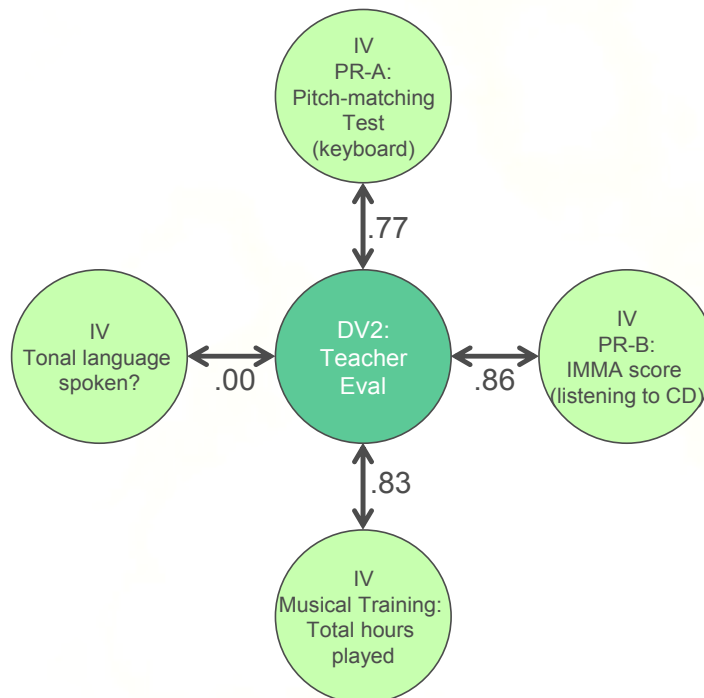 IV
PR-A:
Pitch-matching
Test
(keyboard)
.77
IV
Tonal language
spoken?
.00
DV2:
Teacher
Eval
.86
IV
PR-B:
IMMA score
(listening to CD)
.83
IV
Musical Training:
Total hours
played